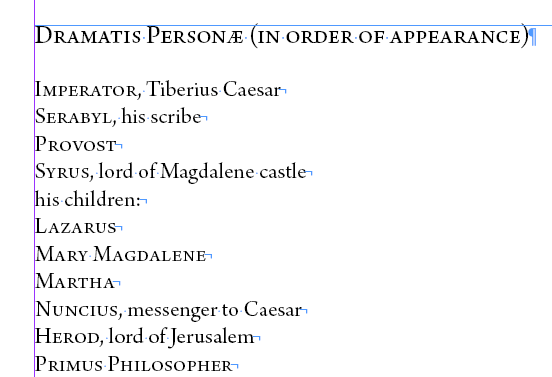 Dramatis Personæ (in order of appearance)
Imperator, Tiberius Caesar
Serabyl, his scribe
Provost
Syrus, lord of Magdalene castle
his children:
Lazarus
Mary Magdalene
Martha
Nuncius, messenger to Caesar
Herod, lord of Jerusalem
Primus Philosopher